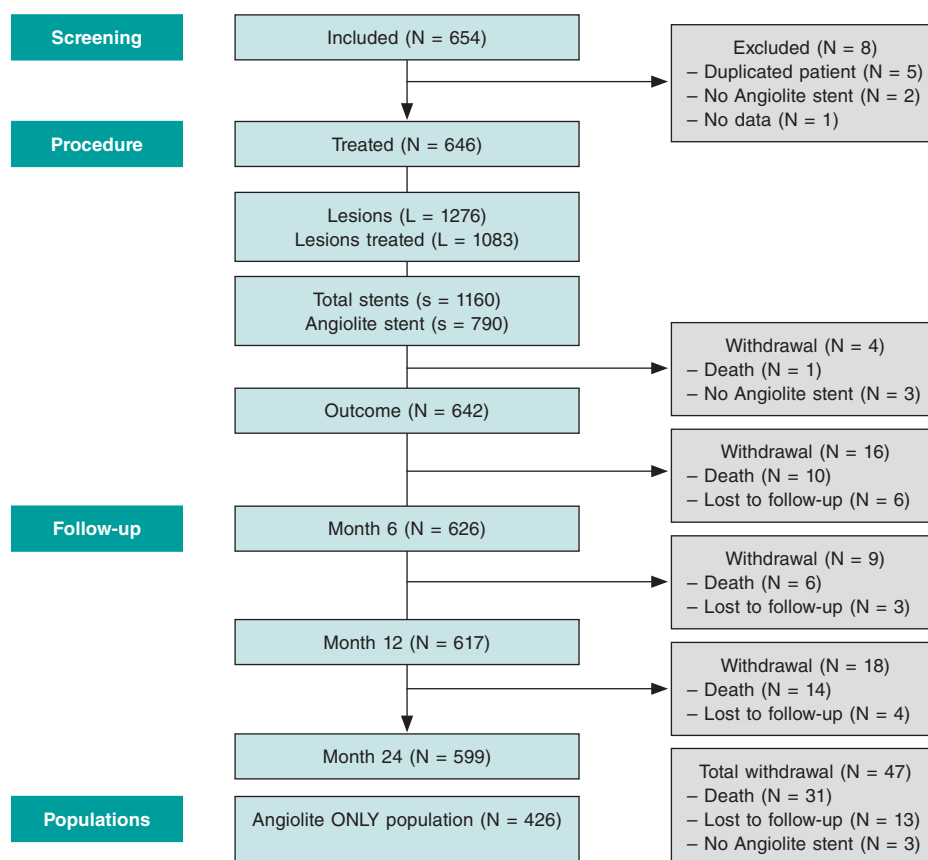 Screening
Included (N = 654)
Excluded (N = 8)
– Duplicated patient (N = 5)
– No Angiolite stent (N = 2)
– No data (N = 1)
Procedure
Treated (N = 646)
Lesions (L = 1276)
Lesions treated (L = 1083)
Total stents (s = 1160)
Angiolite stent (s = 790)
Withdrawal (N = 4)
– Death (N = 1)
– No Angiolite stent (N = 3)
Outcome (N = 642)
Withdrawal (N = 16)
– Death (N = 10)
– Lost to follow-up (N = 6)
Follow-up
Month 6 (N = 626)
Withdrawal (N = 9)
– Death (N = 6)
– Lost to follow-up (N = 3)
Month 12 (N = 617)
Withdrawal (N = 18)
– Death (N = 14)
– Lost to follow-up (N = 4)
Month 24 (N = 599)
Total withdrawal (N = 47)
– Death (N = 31)
– Lost to follow-up (N = 13)
– No Angiolite stent (N = 3)
Populations
Angiolite ONLY population (N = 426)